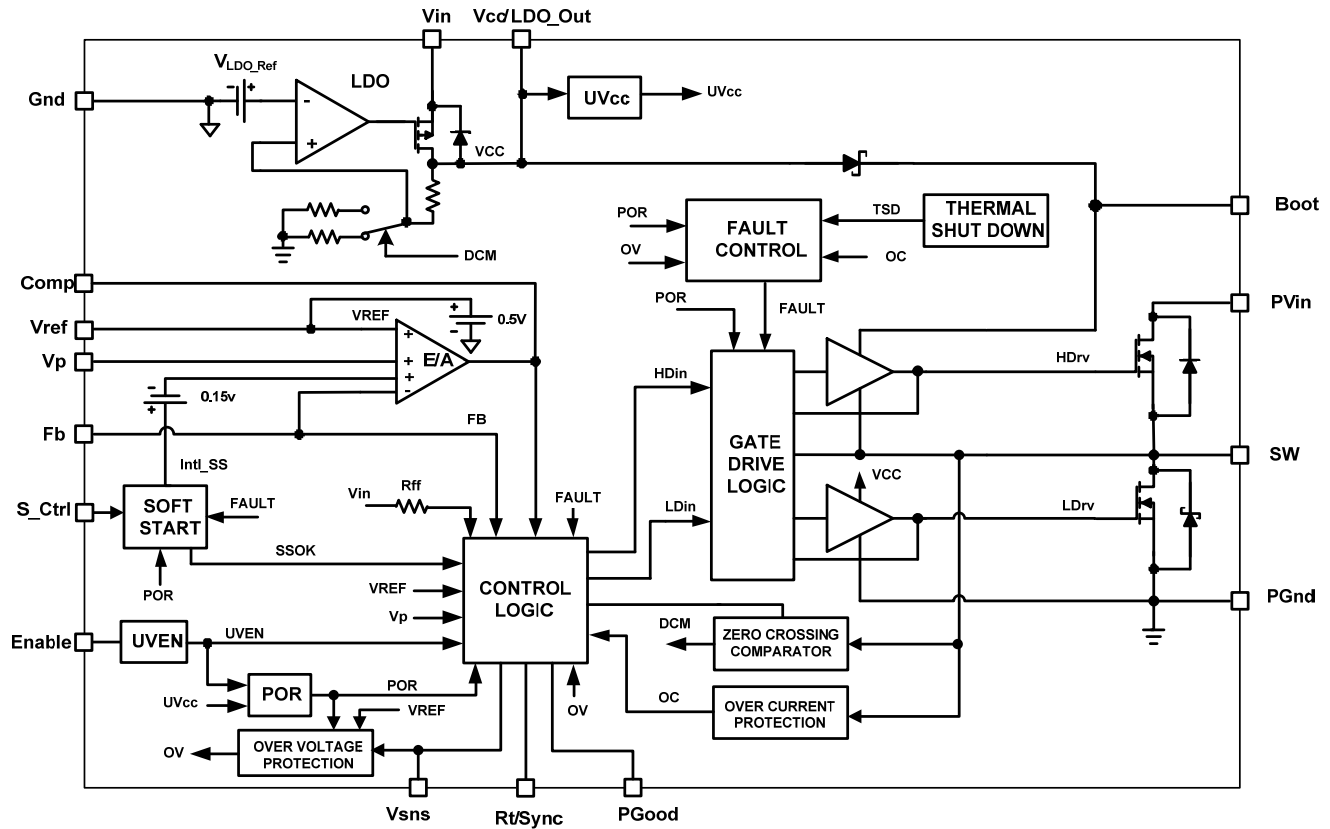 Vin
Vcc/LDO_Out
VLDO_Ref
- +
LDO
Gnd
-
+
UVcc
UVcc
VCC
DCM
POR
OV
FAULT
CONTROL
TSD
THERMAL
SHUT DOWN
OC
Boot
Comp
POR
FAULT
PVin
Vref
VREF
+
-
0.5V
Vp
+
+
+
-
E/A
-
+
0.15v
HDin
HDrv
Fb
FB
GATE
DRIVE
LOGIC
SW
Intl_SS
VCC
S_Ctrl
SOFT
START
FAULT
Vin
Rff
FAULT
LDin
LDrv
SSOK
POR
VREF
Vp
CONTROL
LOGIC
PGnd
Enable
UVEN
UVEN
DCM
ZERO CROSSING
COMPARATOR
POR
POR
UVcc
VREF
OV
OC
OVER CURRENT
PROTECTION
OV
OVER VOLTAGE
PROTECTION
Vsns
Rt/Sync
PGood